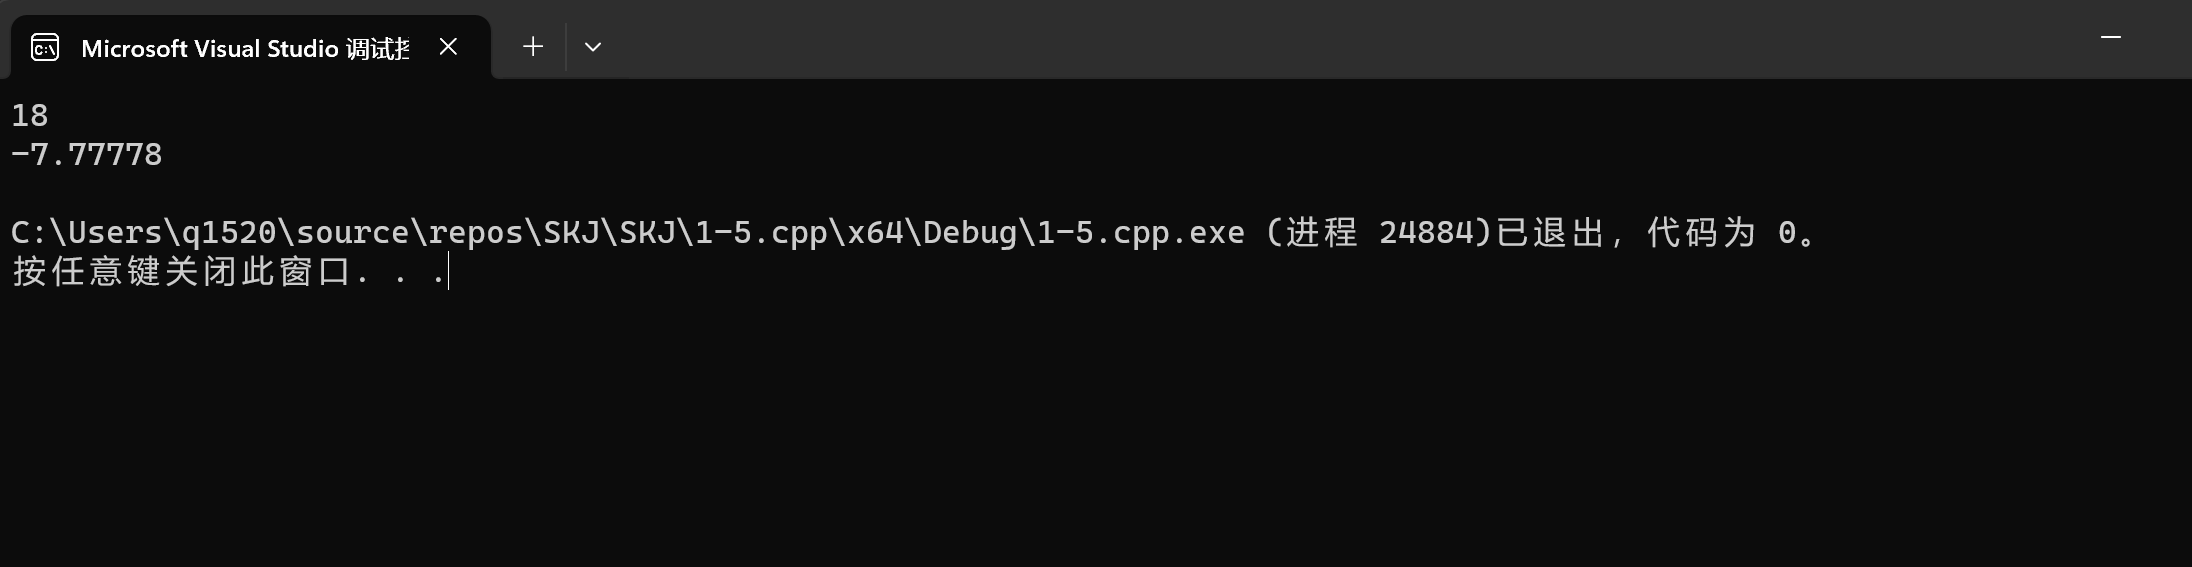 Microsoft Visual Studio 调试
18
-7.77778
C:\Users\q1520\source\repos\SKJ\SKJ\1-5.cpp\x64\Debug\1-5.cpp.exe (进程 24884)已退出，代码为 0。
按任意键关闭此窗口. . .